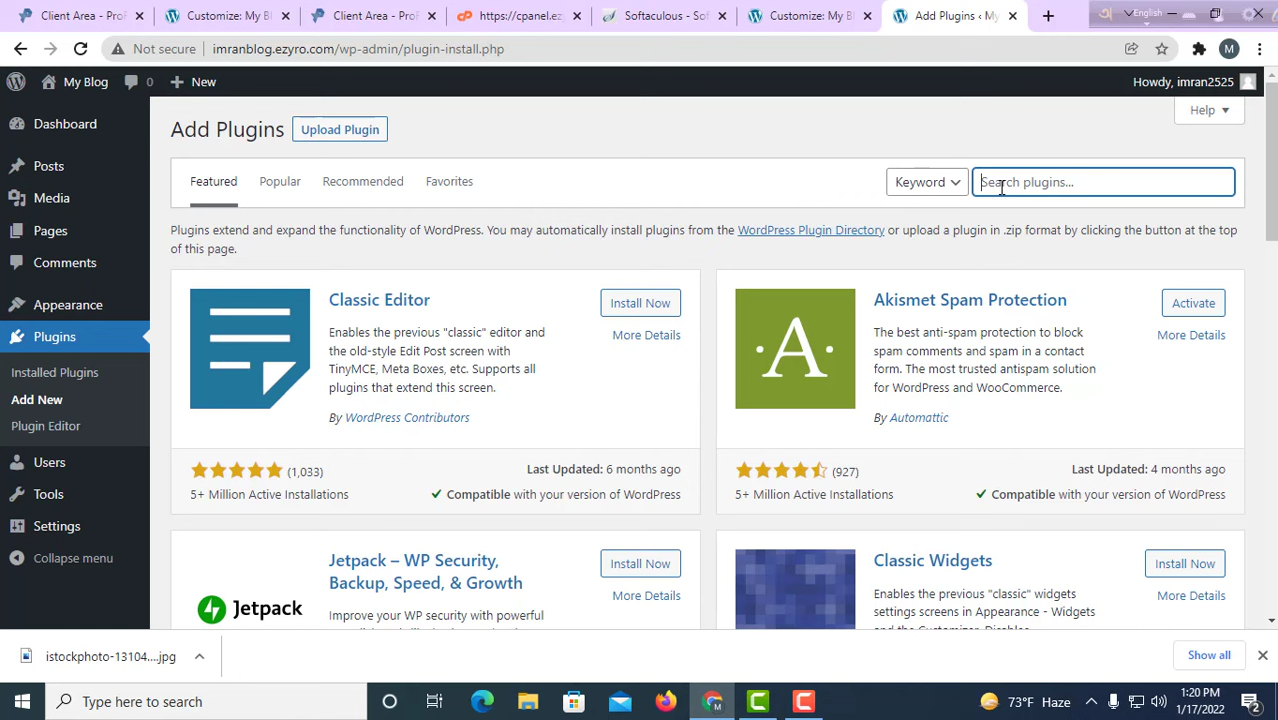 Client Area - Prof
Customize: My Bl
Client Area - Prof
https://cpanel.ezy
Softaculous - Sof
Customize: My Bl
Add Plugins ‹ My
English
Not secure
imranblog.ezyro.com/wp-admin/plugin-install.php
M
My Blog
0
New
Howdy, imran2525
Dashboard
Posts
Media
Pages
Comments
Appearance
Plugins
Installed Plugins
Add New
Plugin Editor
Users
Tools
Settings
Collapse menu
Add Plugins
Upload Plugin
Help
Featured
Popular
Recommended
Favorites
Keyword
Search plugins...
Plugins extend and expand the functionality of WordPress. You may automatically install plugins from the WordPress Plugin Directory or upload a plugin in .zip format by clicking the button at the top
of this page.
Classic Editor
Install Now
More Details
Enables the previous "classic" editor and
the old-style Edit Post screen with
TinyMCE, Meta Boxes, etc. Supports all
plugins that extend this screen.
By WordPress Contributors
(1,033)
Last Updated: 6 months ago
5+ Million Active Installations
Compatible with your version of WordPress
A
Akismet Spam Protection
Activate
More Details
The best anti-spam protection to block
spam comments and spam in a contact
form. The most trusted antispam solution
for WordPress and WooCommerce.
By Automattic
(927)
Last Updated: 4 months ago
5+ Million Active Installations
Compatible with your version of WordPress
Jetpack
Jetpack – WP Security,
Backup, Speed, & Growth
Install Now
More Details
Improve your WP security with powerful
Classic Widgets
Install Now
More Details
Enables the previous "classic" widgets
settings screens in Appearance - Widgets
istockphoto-13104....jpg
Show all
Type here to search
M
73°F Haze
1:20 PM
1/17/2022
2